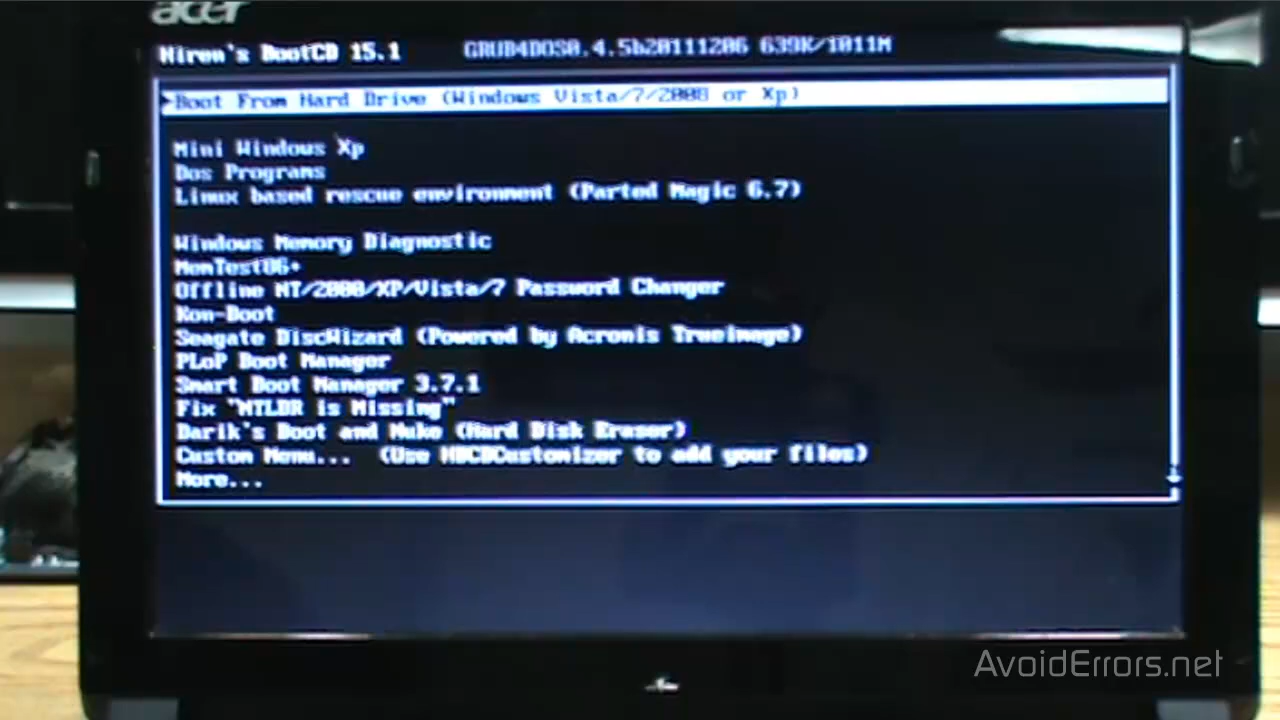 acer
Hiren's BootCD 15.1 GRUB4DOS0.4.5b20111206 639K/1011M
Boot From Hard Drive (Windows Vista/7/2008 or Xp)
Mini Windows Xp
Dos Programs
Linux based rescue environment (Parted Magic 6.7)
Windows Memory Diagnostic
MemTest86+
Offline NT/2000/XP/Vista/7 Password Changer
Kon-Boot
Seagate DiscWizard (Powered by Acronis TrueImage)
PLoP Boot Manager
Smart Boot Manager 3.7.1
Fix "NTLDR is Missing"
Darik's Boot and Nuke (Hard Disk Eraser)
Custom Menu... (Use HBCDCustomizer to add your files)
More...
AvoidErrors.net